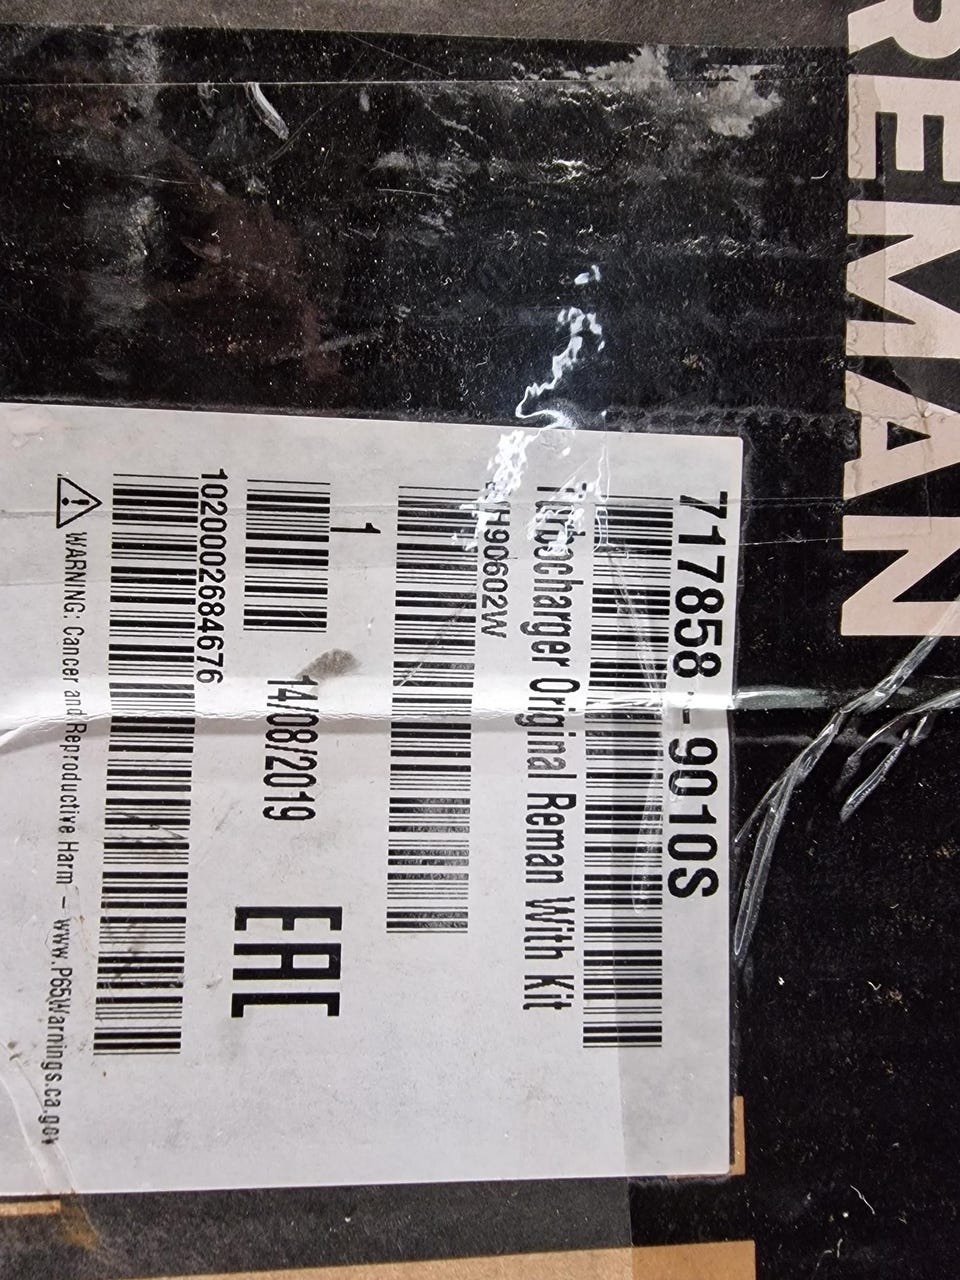 REMAN
717858-9010S
Turbocharger Original Reman With Kit
1
14/08/2019
EAC
1020002684676
WARNING: Cancer and Reproductive Harm - www.P65Warnings.ca.gov